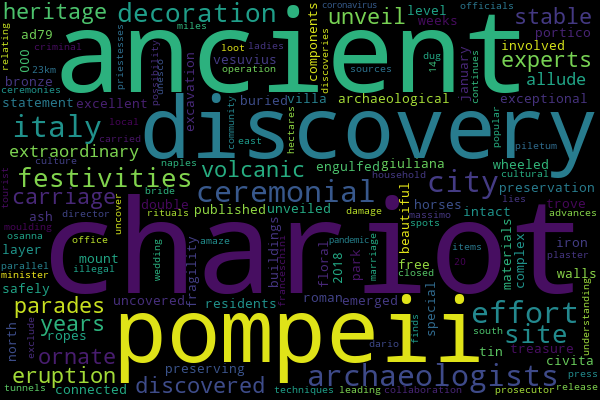 heritage decoration unveil level coronavirus officials
relating ad79 criminal weeks stable
ancient
miles ladies portico
000 priestesses possibility session vesuvius loot components discoveries dug 14 january involved experts
bronze 23km operation sources continues allude
ceremonies excavation
statement excellent buried villa archaeological exceptional
discovery
italy local community hectares popular piletum
extraordinary carried east
culture naples volcanic engulfed giuliana wheeled cultural
festivities household preservation
tourist bride ceremonial city lies trove
carriage double published unveiled beautiful horses intact advances
ash director uncover rituals damage massimo
chariot
osanna moulding office buildings spots materials iron
layer wedding amaze floral park 2018 marriage pandemic free items complex plaster
parallel mount fragility franceschini closed 20 walls
minister illegal special understanding
safely uncovered residents roman emerged
parades pompeii effort
years north exclude ropes dario finds south site
ornate tin treasure civita
eruption preserving archaeologists press
tunnels connected discovered techniques leading collaboration prosecutor release